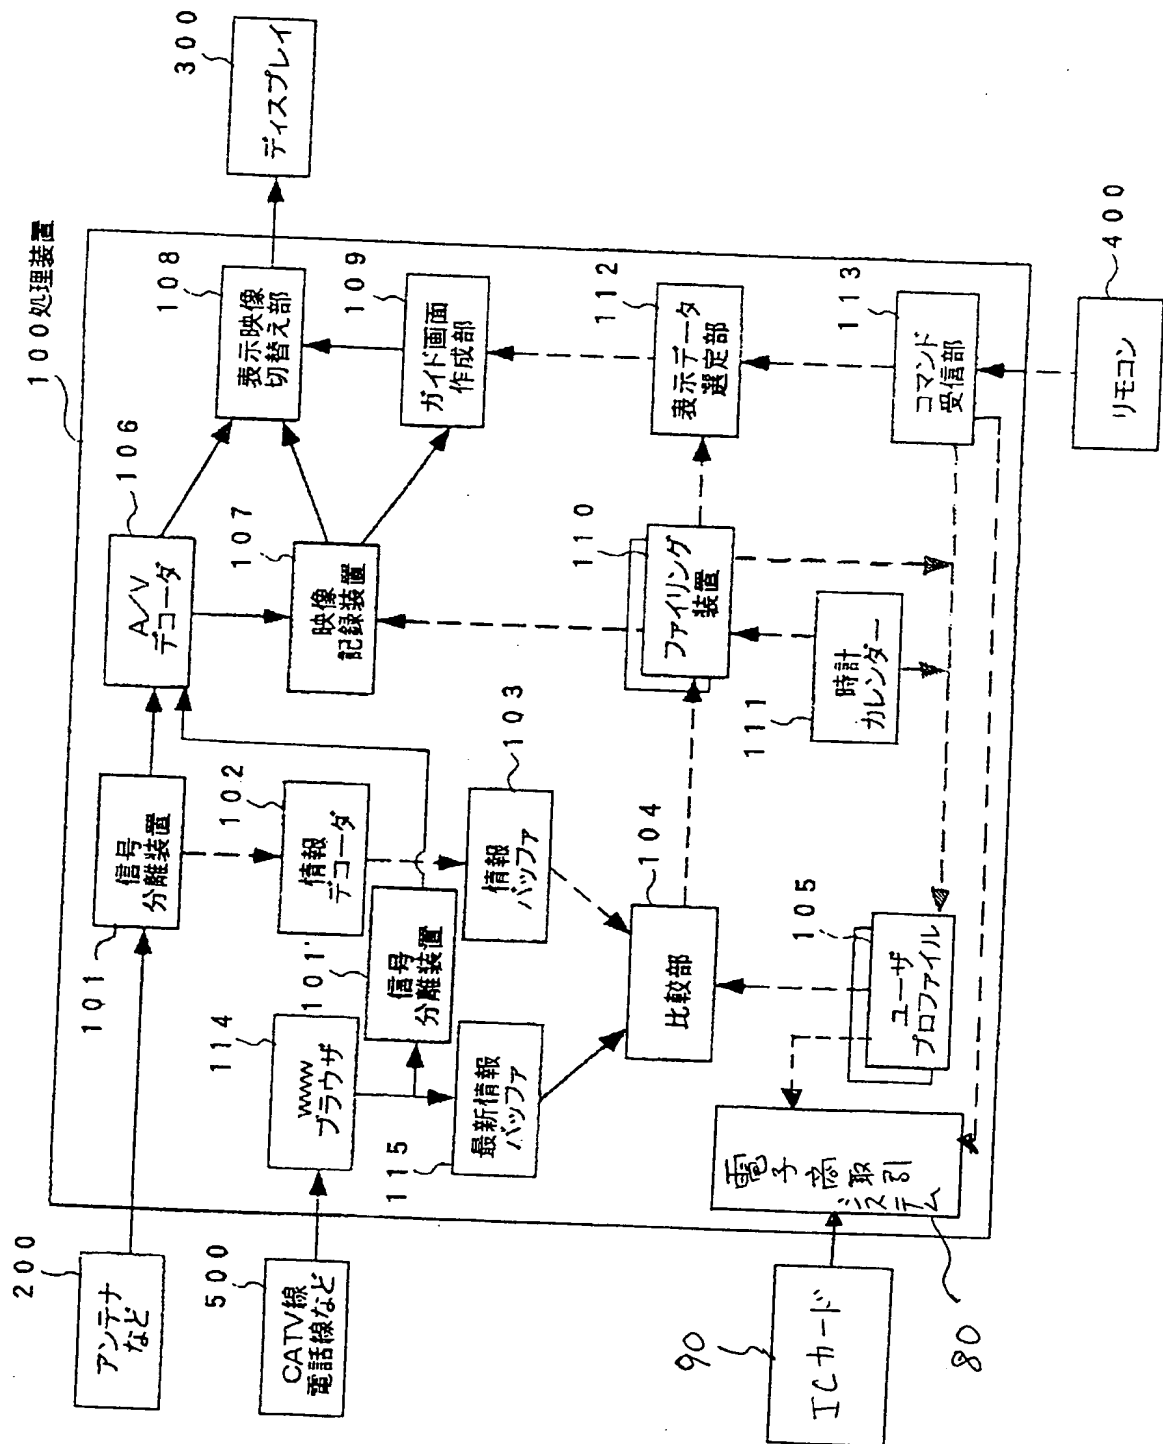 100処理装置
200
アンテナ
など
101
信号
分離装置
106
A/V
デコーダ
108
表示映像
切替え部
300
ディスプレイ
102
情報
デコーダ
107
映像
記録装置
109
ガイド画面
作成部
500
CATV線
電話線など
114
WWW
ブラウザ
101'
信号
分離装置
103
情報
バッファ
115
最新情報
バッファ
104
比較部
110
ファイリング
装置
112
表示データ
選定部
111
時計
カレンダー
105
ユーザ
プロファイル
113
コマンド
受信部
400
リモコン
電子商取引
システム
80
90
ICカード